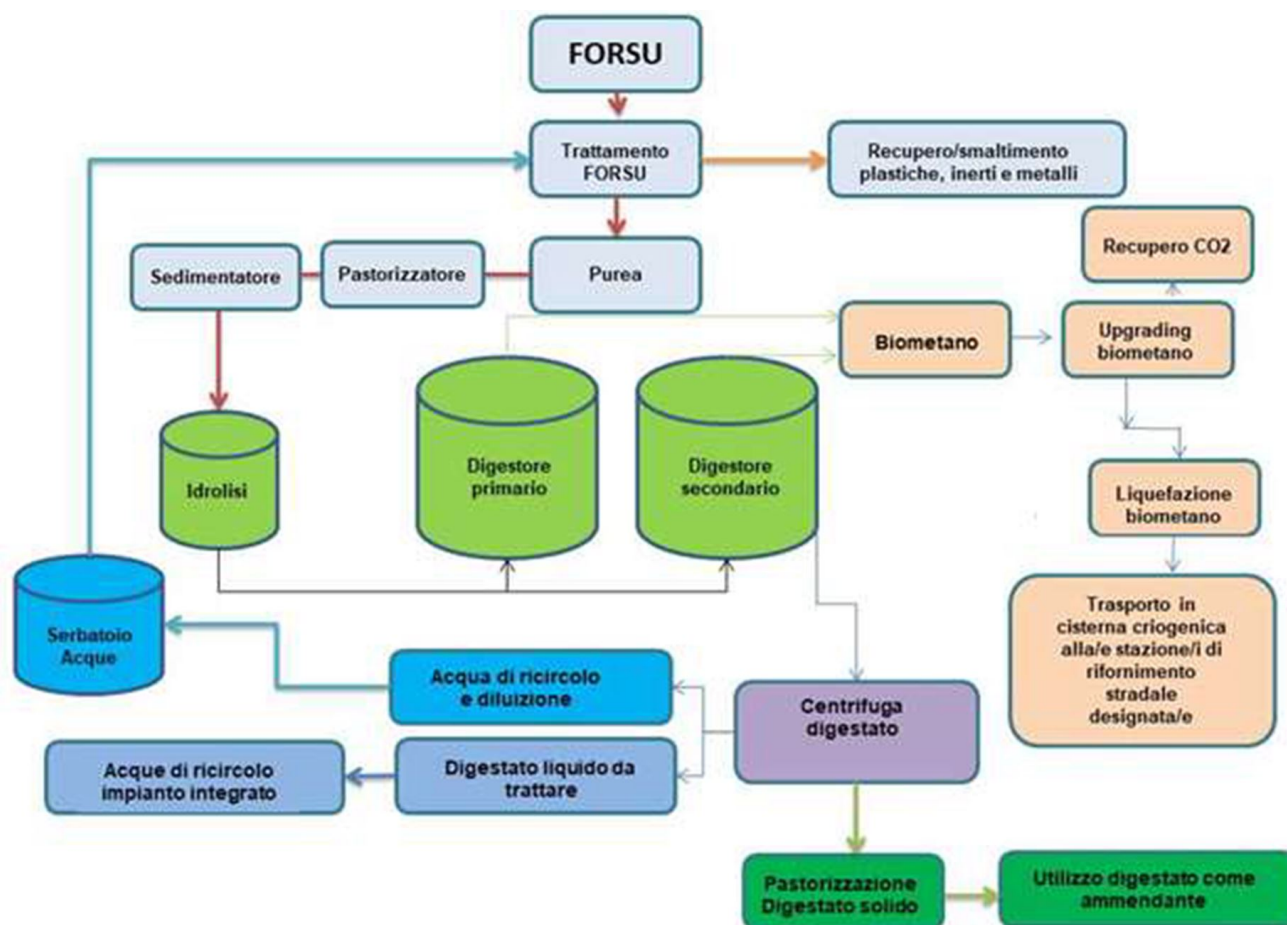 FORSU
Trattamento
FORSU
Recupero/smaltimento
plastiche, inerti e metalli
Recupero CO2
Sedimentatore
Pastorizzatore
Purea
Biometano
Upgrading
biometano
Idrolisi
Digestore
primario
Digestore
secondario
Liquefazione
biometano
Serbatoio
Acque
Acqua di ricircolo
e diluizione
Centrifuga
digestato
Trasporto in
cisterna criogenica
alla/e stazione/i di
rifornimento
stradale
designata/e
Acque di ricircolo
impianto integrato
Digestato liquido da
trattare
Pastorizzazione
Digestato solido
Utilizzo digestato come
ammendante